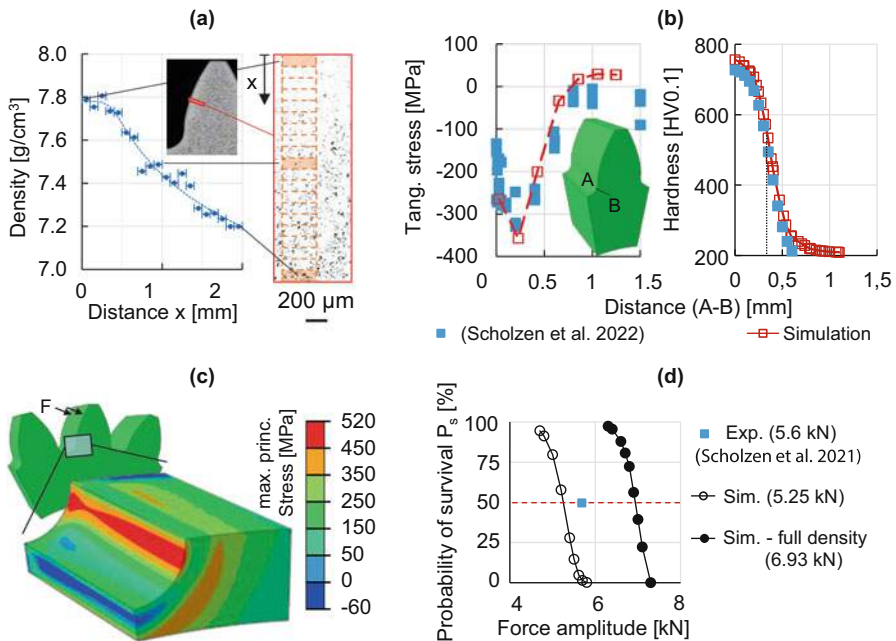 (a)
8.0
7.8
7.6
7.4
7.2
7.0
Density [g/cm³]
0
1
2
Distance x [mm]
x
200 µm
(b)
100
0
-100
-200
-300
-400
Tang. stress [MPa]
A
B
0
0.5
1.0
1.5
800
600
400
200
Hardness [HV0.1]
0
0,5
1
1,5
Distance (A-B) [mm]
(Scholzen et al. 2022)
Simulation
(c)
F
max. princ.
Stress [MPa]
520
450
350
250
150
50
0
-60
(d)
Probability of survival Pₛ [%]
100
75
50
25
0
4
6
8
Force amplitude [kN]
Exp. (5.6 kN)
(Scholzen et al. 2021)
Sim. (5.25 kN)
Sim. - full density
(6.93 kN)